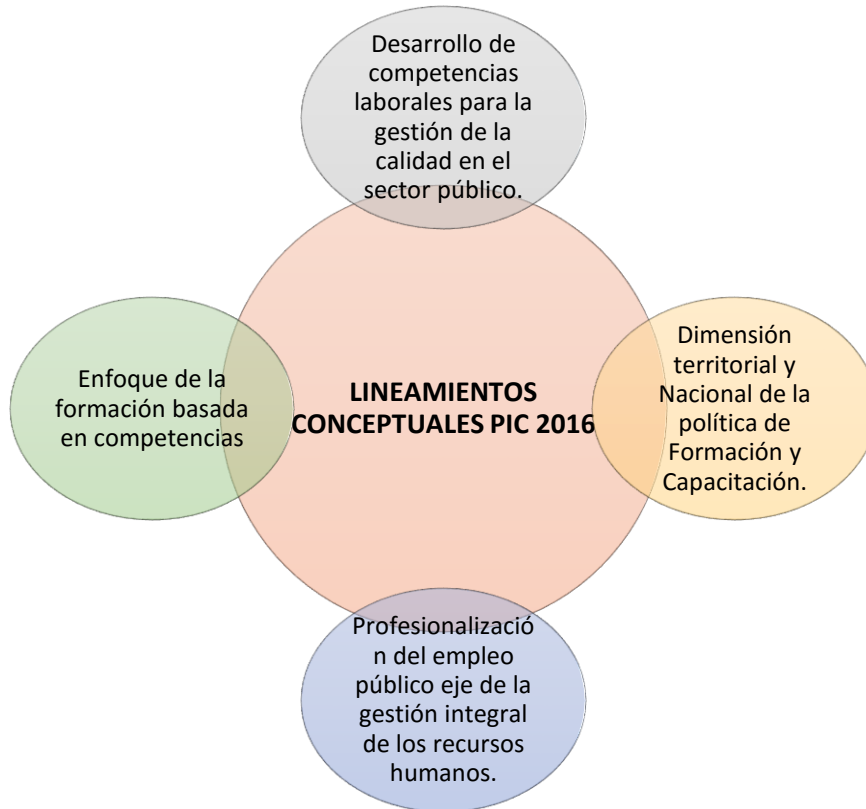 Desarrollo de
competencias
laborales para la
gestión de la
calidad en el
sector público.
Enfoque de la
formación basada
en competencias
LINEAMIENTOS
CONCEPTUALES PIC 2016
Dimensión
territorial y
Nacional de la
política de
Formación y
Capacitación.
Profesionalizació
n del empleo
público eje de la
gestión integral
de los recursos
humanos.